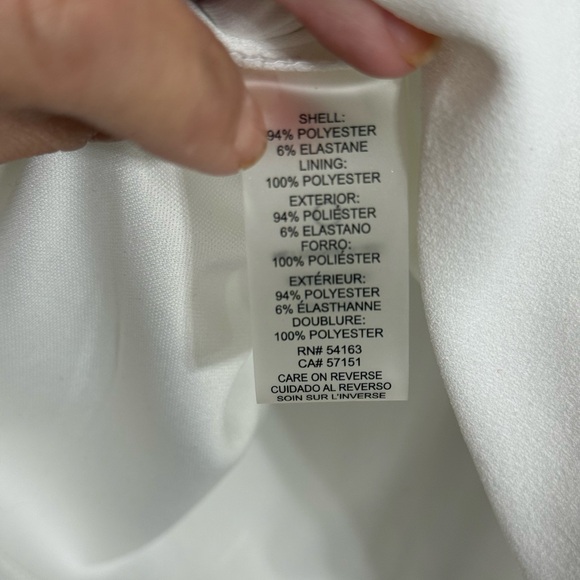 SHELL:
94% POLYESTER
6% ELASTANE
LINING:
100% POLYESTER
EXTERIOR:
94% POLIÉSTER
6% ELASTANO
FORRO:
100% POLIÉSTER
EXTÉRIEUR:
94% POLYESTER
6% ÉLASTHANNE
DOUBLURE:
100% POLYESTER
RN# 54163
CA# 57151
CARE ON REVERSE
CUIDADO AL REVERSO
SOIN SUR L'INVERSE